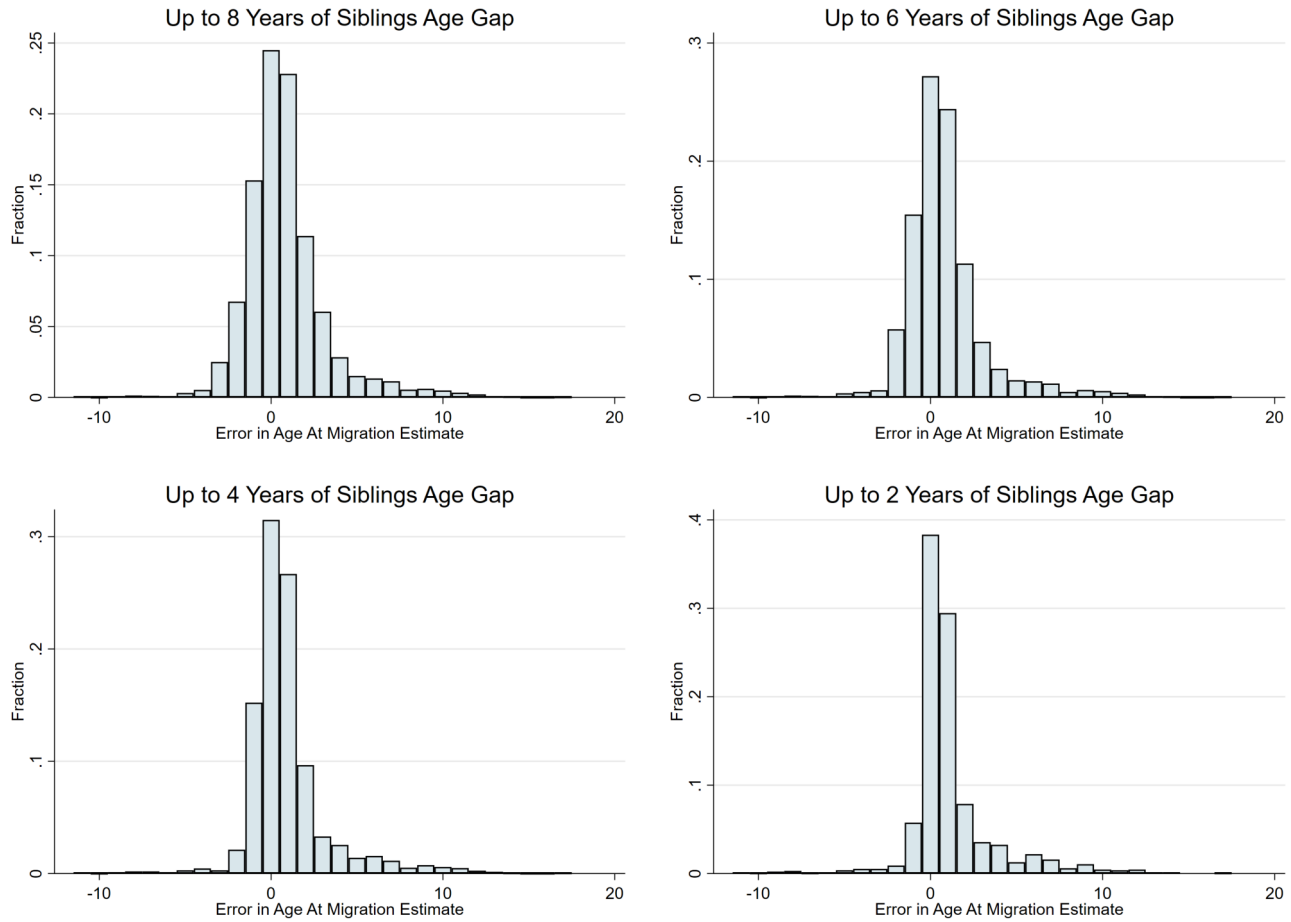 Up to 8 Years of Siblings Age Gap
.25
.2
.15
.1
.05
0
Fraction
-10
0
10
20
Error in Age At Migration Estimate
Up to 6 Years of Siblings Age Gap
.3
.2
.1
0
Fraction
-10
0
10
20
Error in Age At Migration Estimate
Up to 4 Years of Siblings Age Gap
.3
.2
.1
0
Fraction
-10
0
10
20
Error in Age At Migration Estimate
Up to 2 Years of Siblings Age Gap
.4
.3
.2
.1
0
Fraction
-10
0
10
20
Error in Age At Migration Estimate